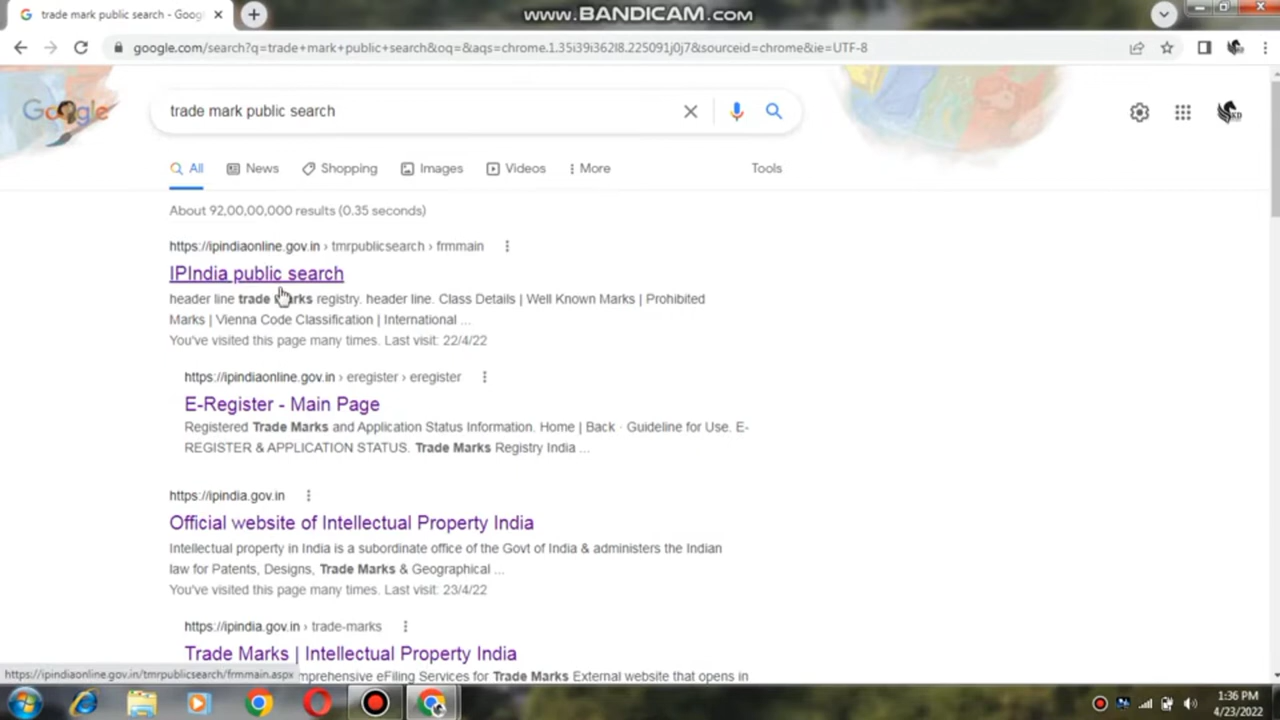 trade mark public search - Goog
www.BANDICAM.com
google.com/search?q=trade+mark+public+search&oq=&aqs=chrome.1.35i39i362l8.225091j0j7&sourceid=chrome&ie=UTF-8
Google
trade mark public search
KD
All
News
Shopping
Images
Videos
More
Tools
About 92,00,00,000 results (0.35 seconds)
https://ipindiaonline.gov.in › tmrpublicsearch › frmmain
IPIndia public search
header line trade marks registry. header line. Class Details | Well Known Marks | Prohibited
Marks | Vienna Code Classification | International ...
You've visited this page many times. Last visit: 22/4/22
https://ipindiaonline.gov.in › eregister › eregister
E-Register - Main Page
Registered Trade Marks and Application Status Information. Home | Back · Guideline for Use. E-
REGISTER & APPLICATION STATUS. Trade Marks Registry India ...
https://ipindia.gov.in
Official website of Intellectual Property India
Intellectual property in India is a subordinate office of the Govt of India & administers the Indian
law for Patents, Designs, Trade Marks & Geographical ...
You've visited this page many times. Last visit: 23/4/22
https://ipindia.gov.in › trade-marks
Trade Marks | Intellectual Property India
https://ipindiaonline.gov.in/tmrpublicsearch/frmmain.aspx
mprehensive eFiling Services for Trade Marks External website that opens in
1:36 PM
4/23/2022